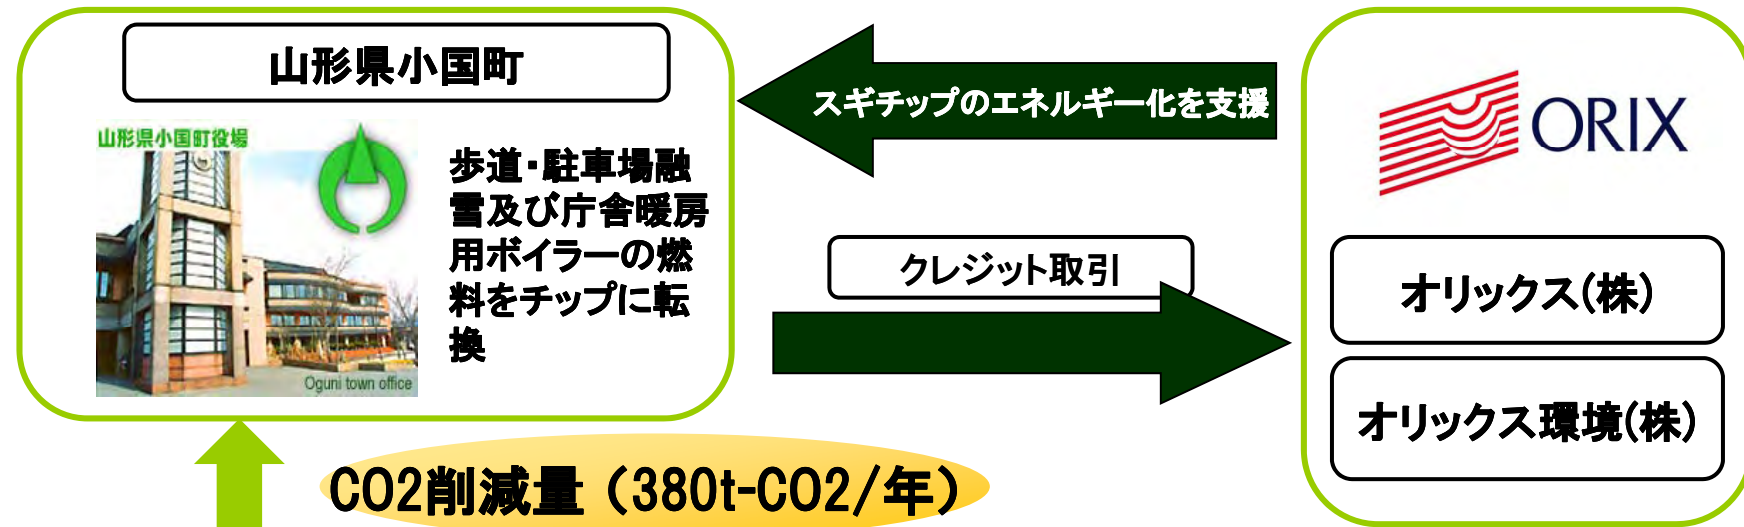 山形県小国町
山形県小国町役場
歩道・駐車場融
雪及び庁舎暖房
用ボイラーの燃
料をチップに転
換
Oguni town office
スギチップのエネルギー化を支援
クレジット取引
ORIX
オリックス(株)
オリックス環境(株)
CO2削減量（380t-CO2/年）